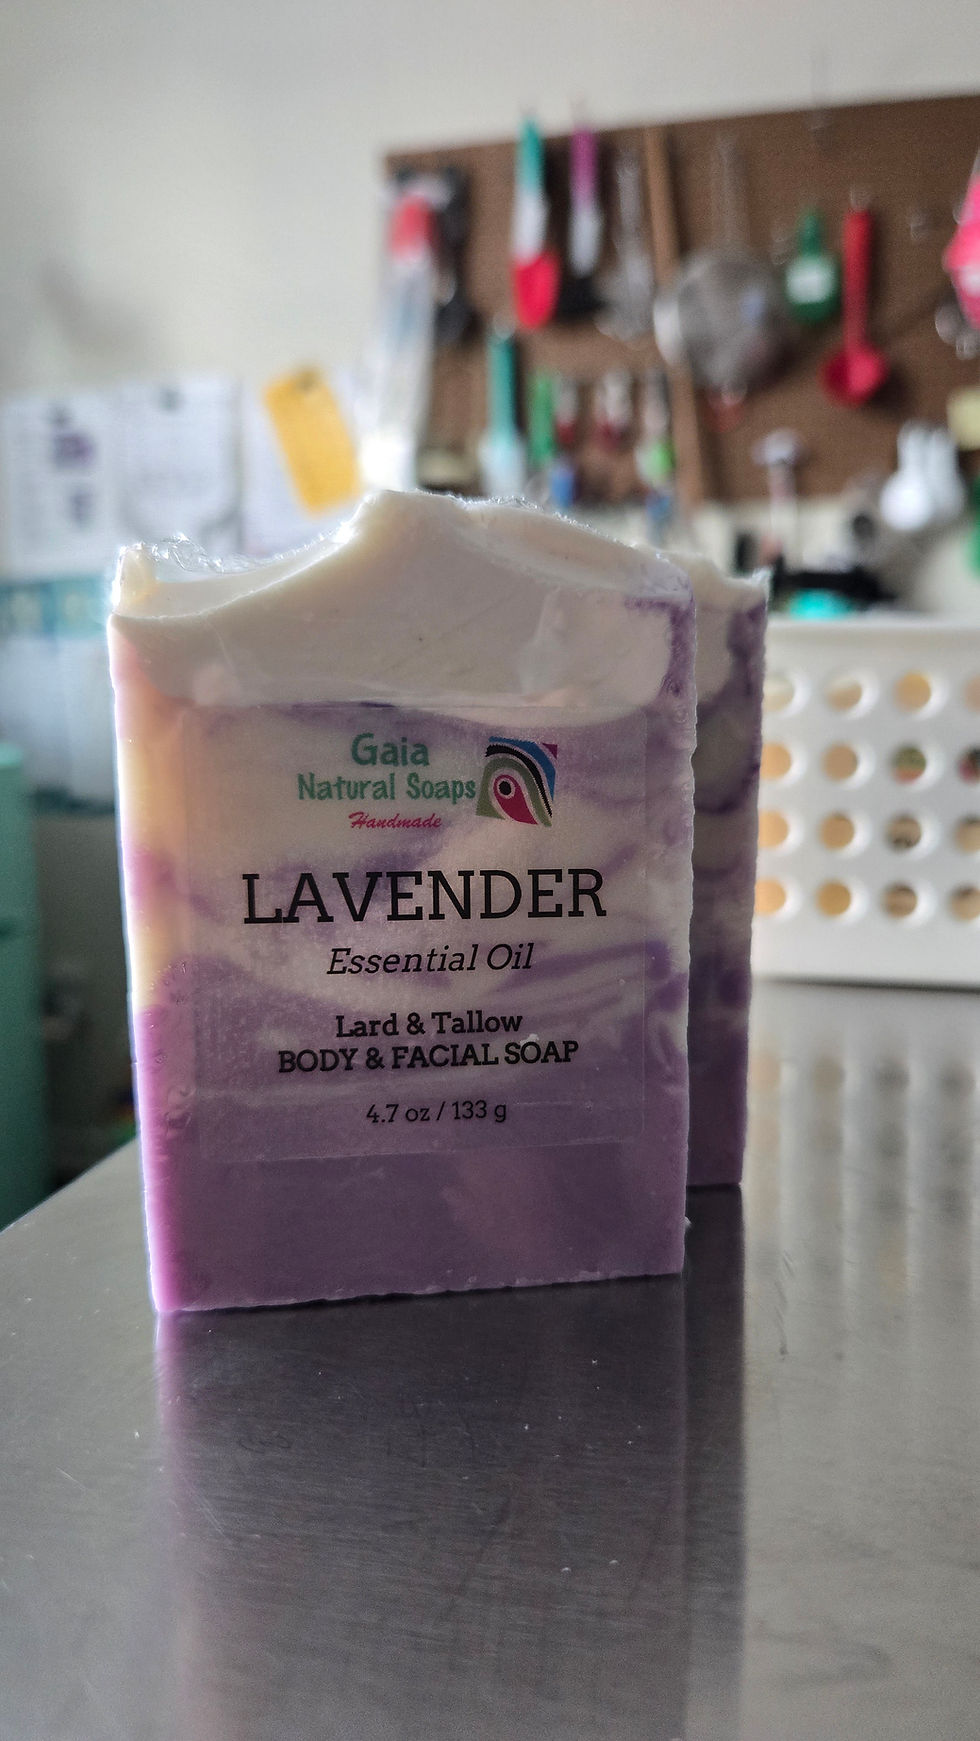 Gaia
Natural Soaps
Handmade
LAVENDER
Essential Oil
Lard & Tallow
BODY & FACIAL SOAP
4.7 oz / 133 g